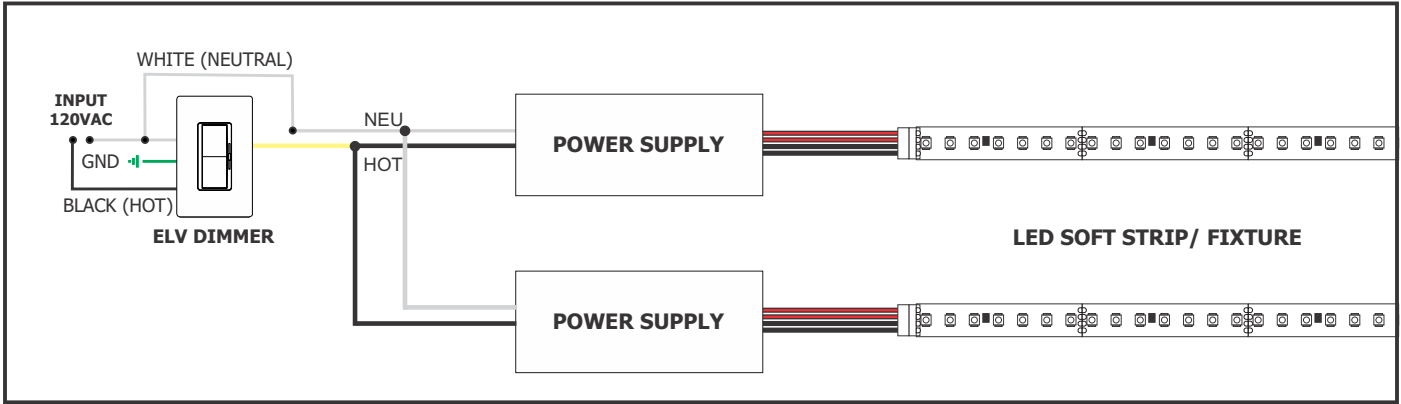 WHITE (NEUTRAL)
INPUT
120VAC
GND
BLACK (HOT)
ELV DIMMER
NEU
HOT
POWER SUPPLY
LED SOFT STRIP/ FIXTURE
POWER SUPPLY